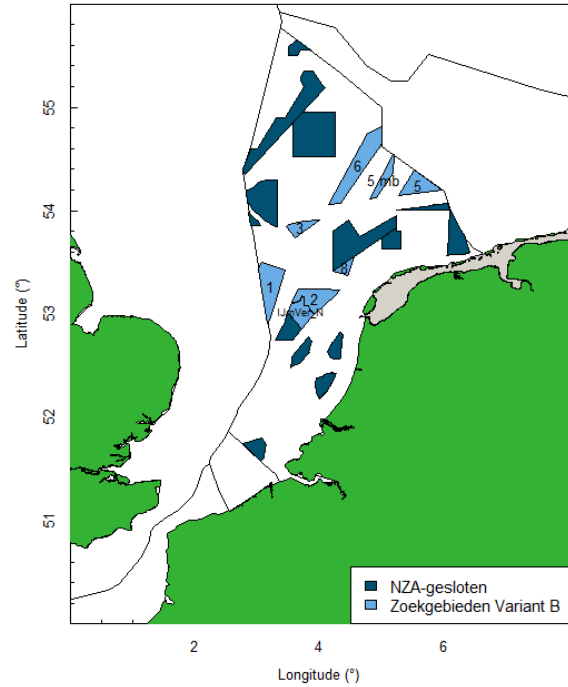 55
54
53
52
51
Latitude (°)
6
5 mb
5
3
8
1
2
IJmVer_N
NZA-gesloten
Zoekgebieden Variant B
2
4
6
Longitude (°)